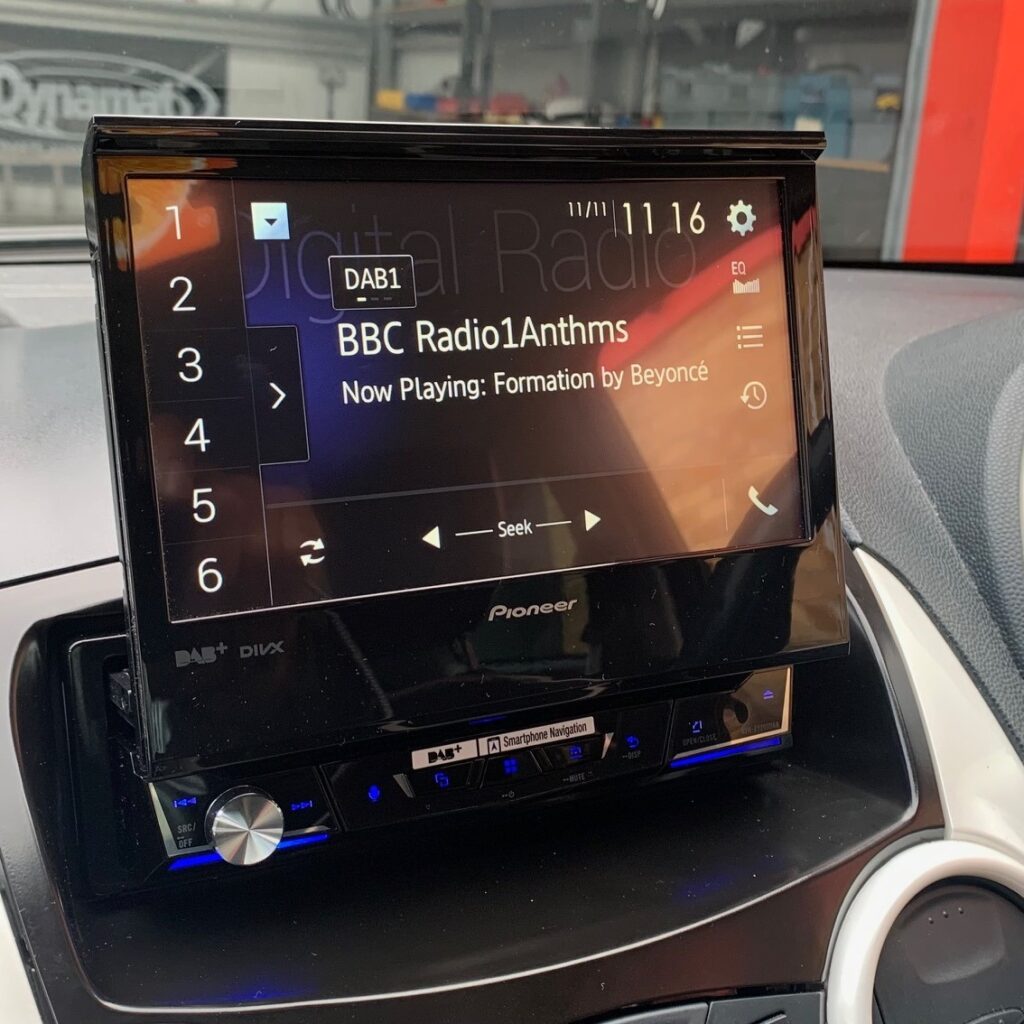 Dynamat
Digital Radio
11/11 11 16
1
2
3
4
5
6
DAB1
EQ
BBC Radio1Anthms
Now Playing: Formation by Beyoncé
Seek
Pioneer
DAB+ DIVX
DAB+ Smartphone Navigation
SRC/
OFF
MUTE
DISP
OPEN/CLOSE